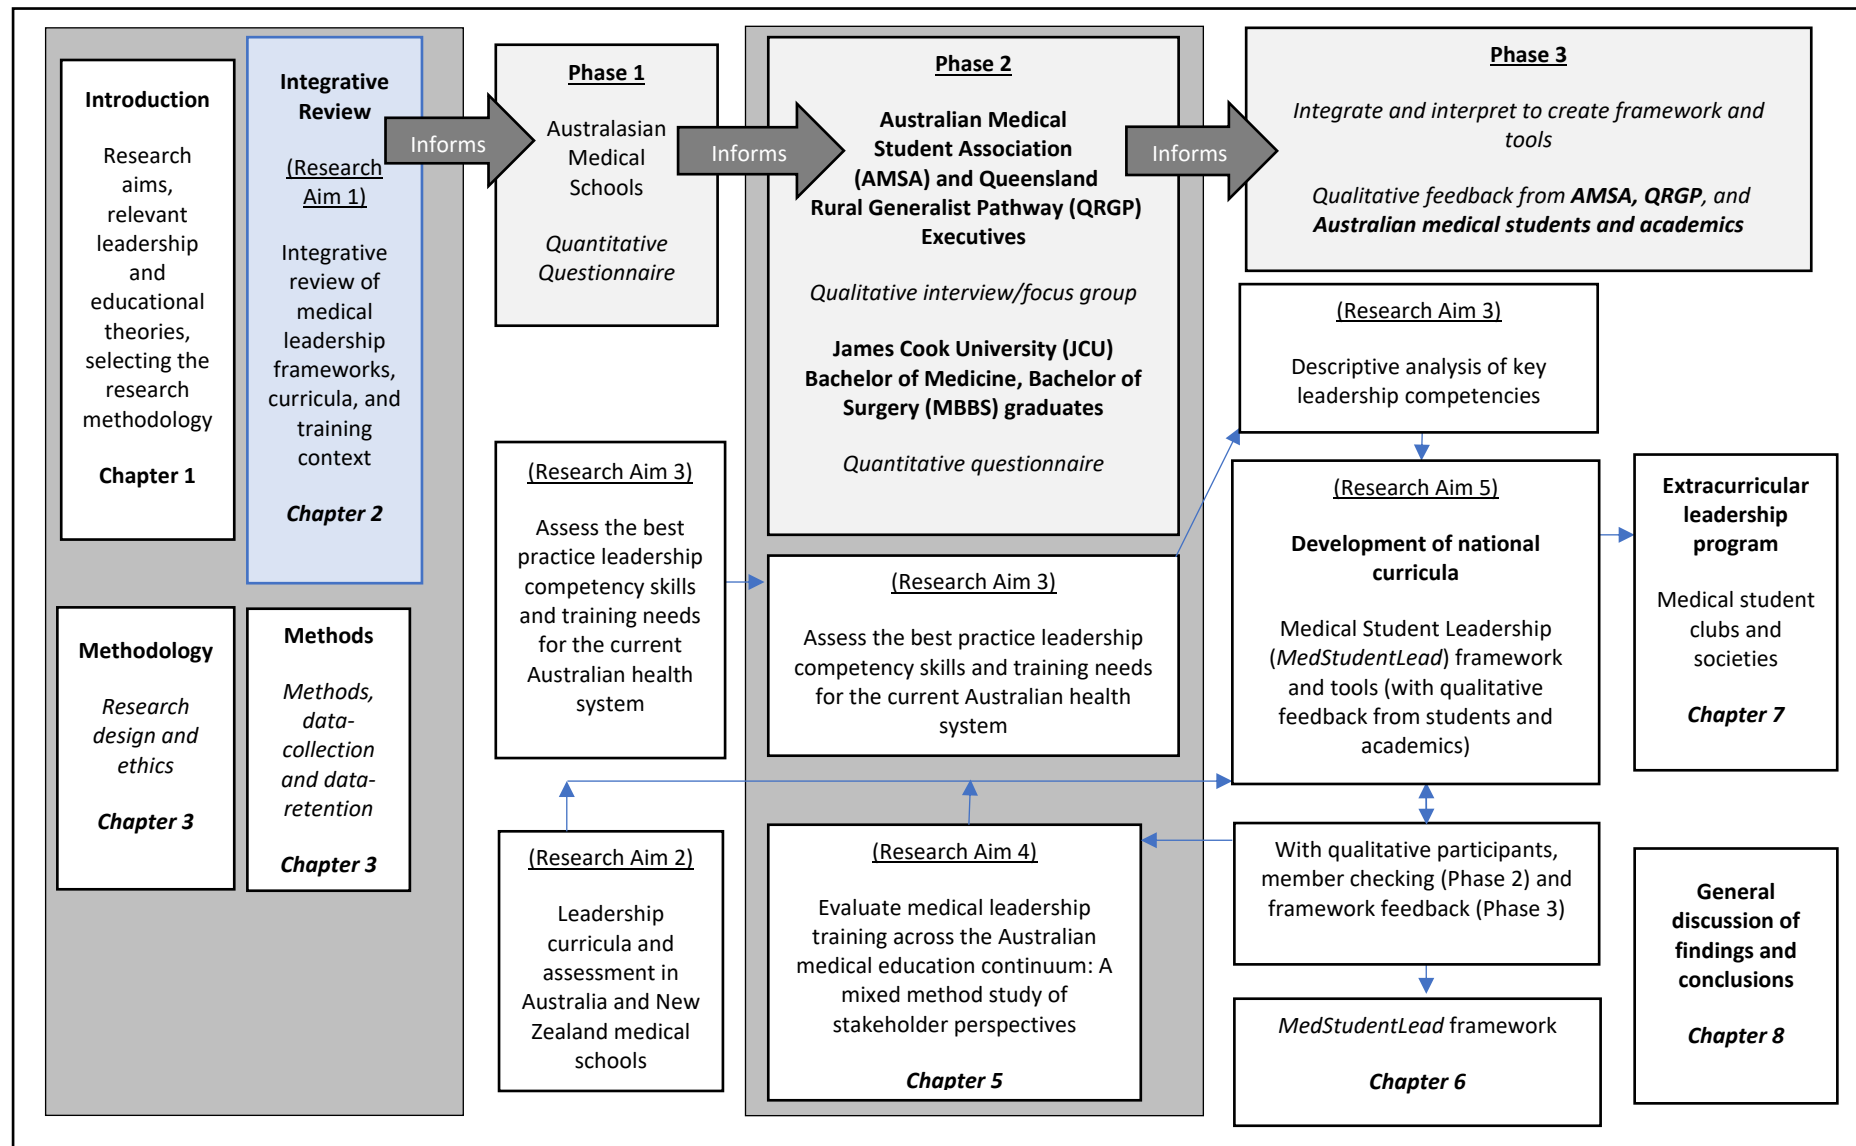 Introduction
Research
aims,
relevant
leadership
and
educational
theories,
selecting the
research
methodology
Chapter 1
Integrative
Review
(Research
Aim 1)
Integrative
review of
medical
leadership
frameworks,
curricula, and
training
context
Chapter 2
Methodology
Research
design and
ethics
Chapter 3
Methods
Methods,
data-
collection
and data-
retention
Chapter 3
Informs
Phase 1
Australasian
Medical
Schools
Quantitative
Questionnaire
(Research Aim 3)
Assess the best
practice leadership
competency skills
and training needs
for the current
Australian health
system
(Research Aim 2)
Leadership
curricula and
assessment in
Australia and New
Zealand medical
schools
Informs
Phase 2
Australian Medical
Student Association
(AMSA) and Queensland
Rural Generalist Pathway (QRGP)
Executives
Qualitative interview/focus group
James Cook University (JCU)
Bachelor of Medicine, Bachelor of
Surgery (MBBS) graduates
Quantitative questionnaire
(Research Aim 3)
Assess the best practice leadership
competency skills and training needs
for the current Australian health
system
(Research Aim 4)
Evaluate medical leadership
training across the Australian
medical education continuum: A
mixed method study of
stakeholder perspectives
Chapter 5
Informs
Phase 3
Integrate and interpret to create framework and
tools
Qualitative feedback from AMSA, QRGP, and
Australian medical students and academics
(Research Aim 3)
Descriptive analysis of key
leadership competencies
(Research Aim 5)
Development of national
curricula
Medical Student Leadership
(MedStudentLead) framework
and tools (with qualitative
feedback from students and
academics)
With qualitative participants,
member checking (Phase 2) and
framework feedback (Phase 3)
MedStudentLead framework
Chapter 6
Extracurricular
leadership
program
Medical student
clubs and
societies
Chapter 7
General
discussion of
findings and
conclusions
Chapter 8